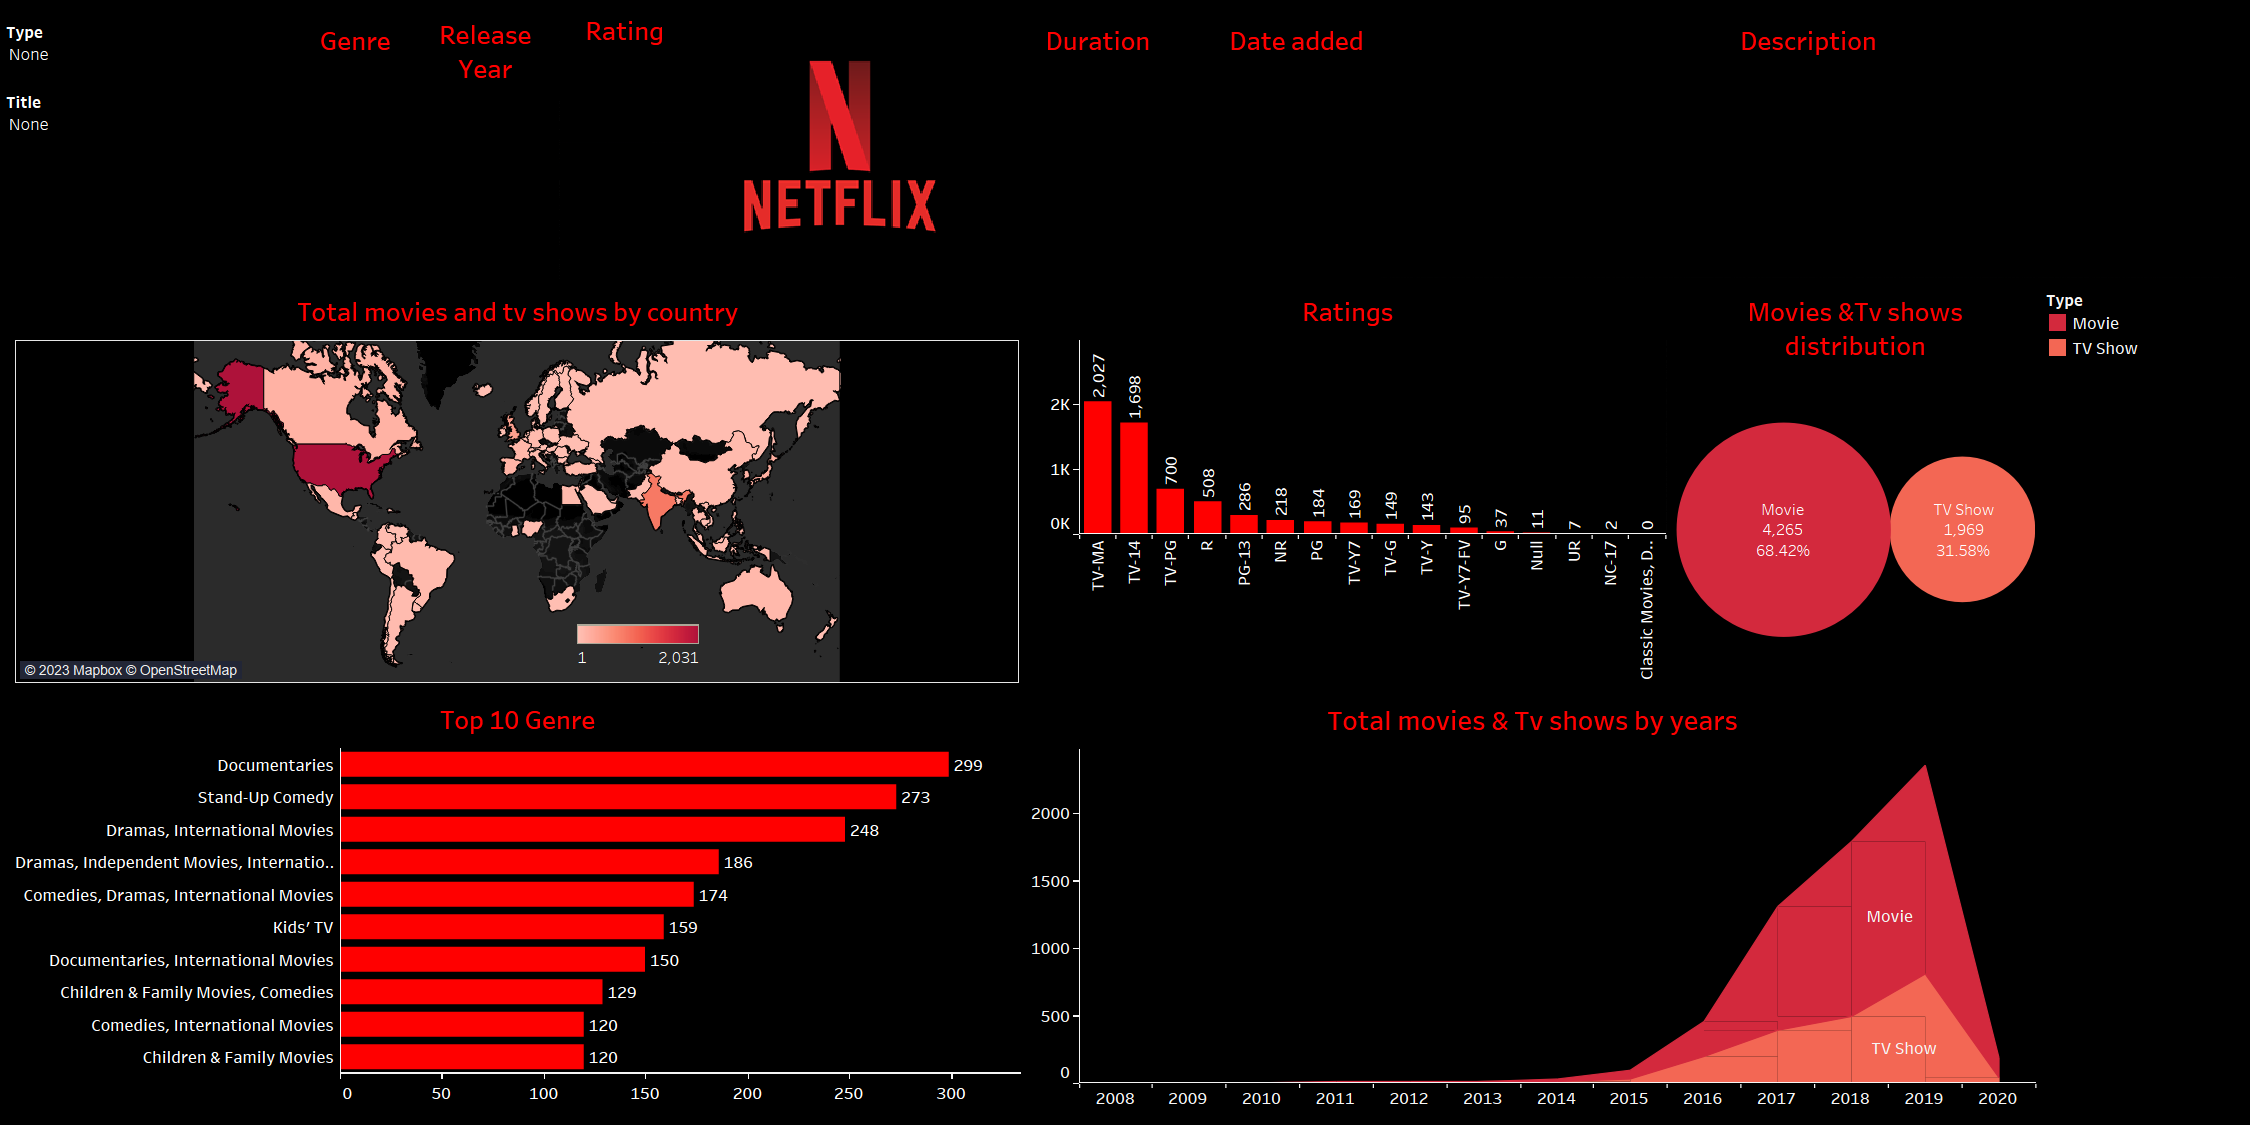 Type
None
Title
None
Genre
Release
Year
Rating
NETFLIX
Duration
Date added
Description
Total movies and tv shows by country
© 2023 Mapbox © OpenStreetMap
1
2,031
Ratings
2K
1K
0K
2,027
1,698
700
508
286
218
184
169
149
143
95
37
11
7
2
0
TV-MA
TV-14
TV-PG
R
PG-13
NR
PG
TV-Y7
TV-G
TV-Y
TV-Y7-FV
G
Null
UR
NC-17
Classic Movies, D..
Movies &Tv shows
distribution
Movie
4,265
68.42%
TV Show
1,969
31.58%
Type
Movie
TV Show
Top 10 Genre
Documentaries 299
Stand-Up Comedy 273
Dramas, International Movies 248
Dramas, Independent Movies, Internatio.. 186
Comedies, Dramas, International Movies 174
Kids’ TV 159
Documentaries, International Movies 150
Children & Family Movies, Comedies 129
Comedies, International Movies 120
Children & Family Movies 120
0 50 100 150 200 250 300
Total movies & Tv shows by years
2000
1500
1000
500
0
Movie
TV Show
2008 2009 2010 2011 2012 2013 2014 2015 2016 2017 2018 2019 2020